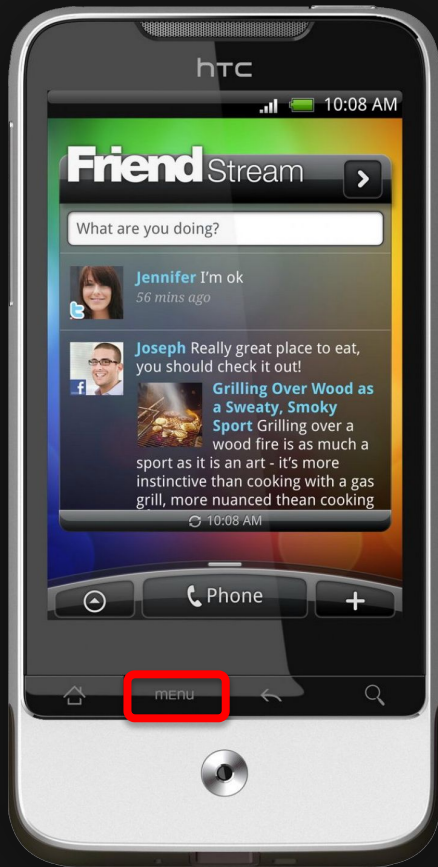 hTC
10:08 AM
Friend Stream
What are you doing?
Jennifer I'm ok
56 mins ago
Joseph Really great place to eat,
you should check it out!
Grilling Over Wood as
a Sweaty, Smoky
Sport Grilling over a
wood fire is as much a
sport as it is an art - it's more
instinctive than cooking with a gas
grill, more nuanced thean cooking
10:08 AM
Phone
menu